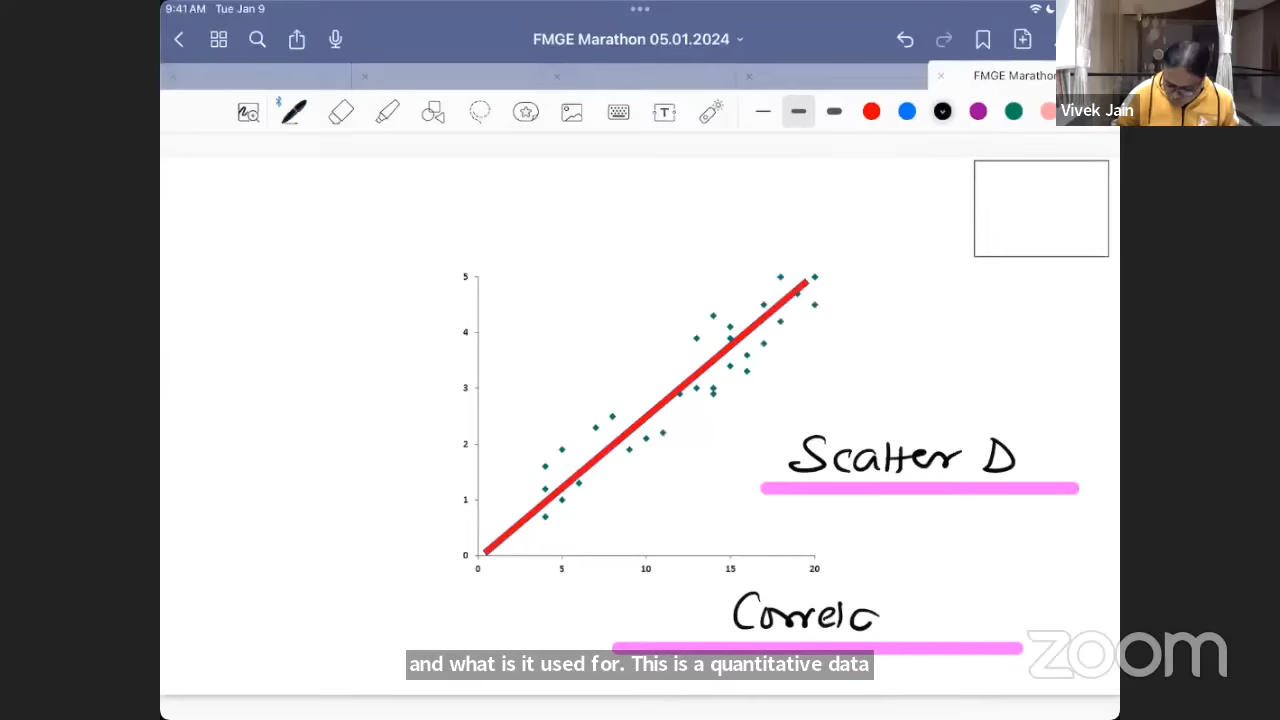 9:41 AM Tue Jan 9
FMGE Marathon 05.01.2024
FMGE Marathon
Vivek Jain
T
5
4
3
2
1
0
0 5 10 15 20
Scatter D
Correla
and what is it used for. This is a quantitative data
zoom